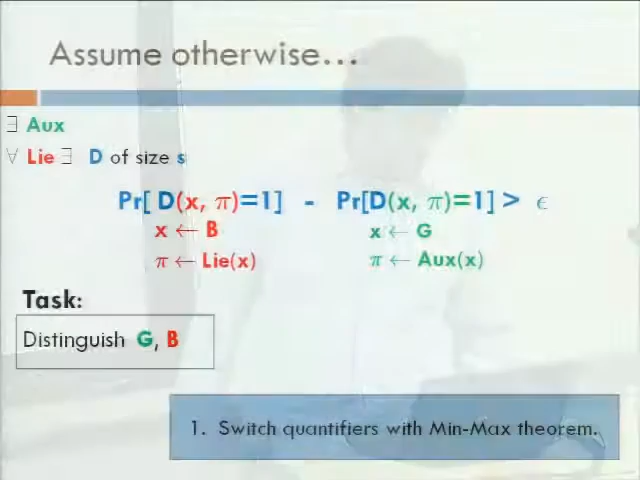 Assume otherwise...
∃ Aux
∀ Lie ∃ D of size s
Pr[ D(x, π)=1] - Pr[D(x, π)=1] > ϵ
x ← B x ← G
π ← Lie(x) π ← Aux(x)
Task:
Distinguish G, B
1. Switch quantifiers with Min-Max theorem.